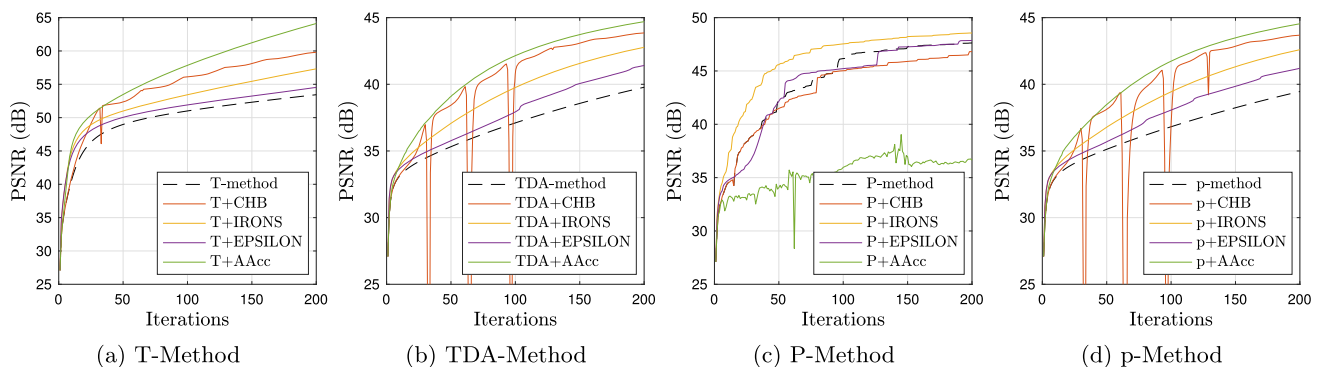 PSNR (dB)
65
60
55
50
45
40
35
30
25
0 50 100 150 200
Iterations
T-method
T+CHB
T+IRONS
T+EPSILON
T+AAcc
(a) T-Method
PSNR (dB)
45
40
35
30
25
0 50 100 150 200
Iterations
TDA-method
TDA+CHB
TDA+IRONS
TDA+EPSILON
TDA+AAcc
(b) TDA-Method
PSNR (dB)
50
45
40
35
30
25
0 50 100 150 200
Iterations
P-method
P+CHB
P+IRONS
P+EPSILON
P+AAcc
(c) P-Method
PSNR (dB)
45
40
35
30
25
0 50 100 150 200
Iterations
p-method
p+CHB
p+IRONS
p+EPSILON
p+AAcc
(d) p-Method